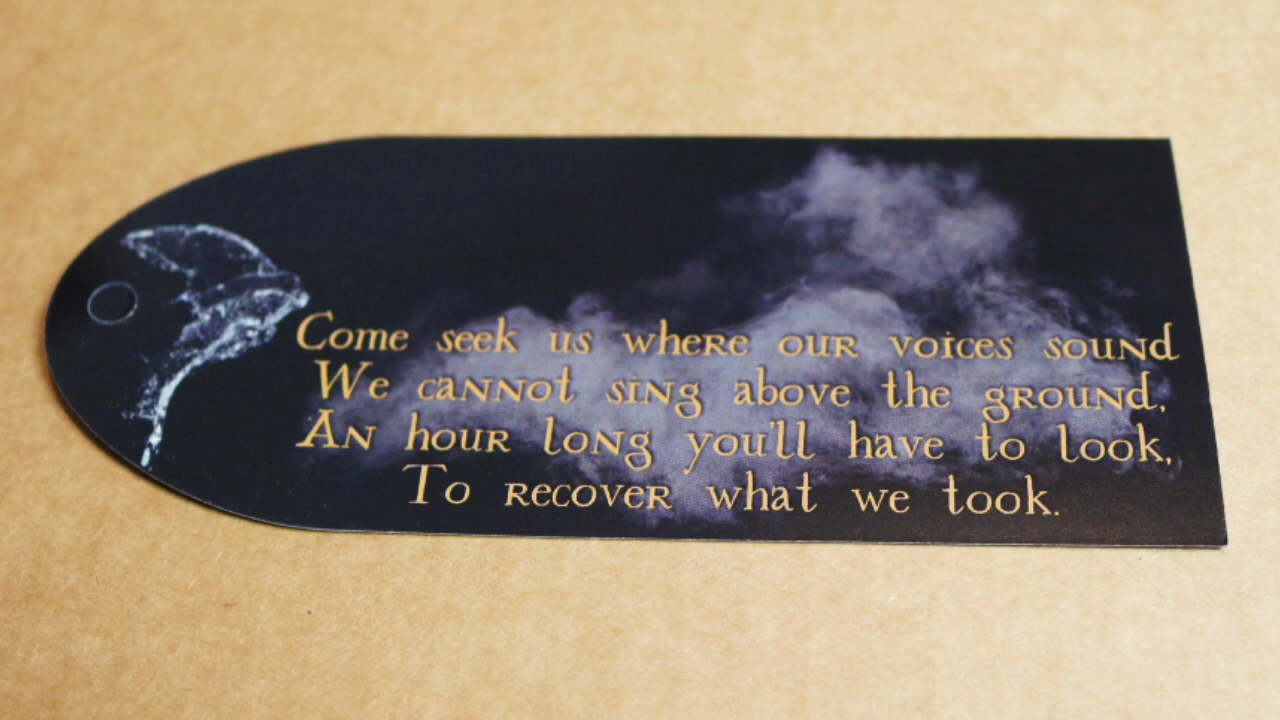 Come seek us where our voices sound
We cannot sing above the ground,
An hour long you'll have to look,
To recover what we took.